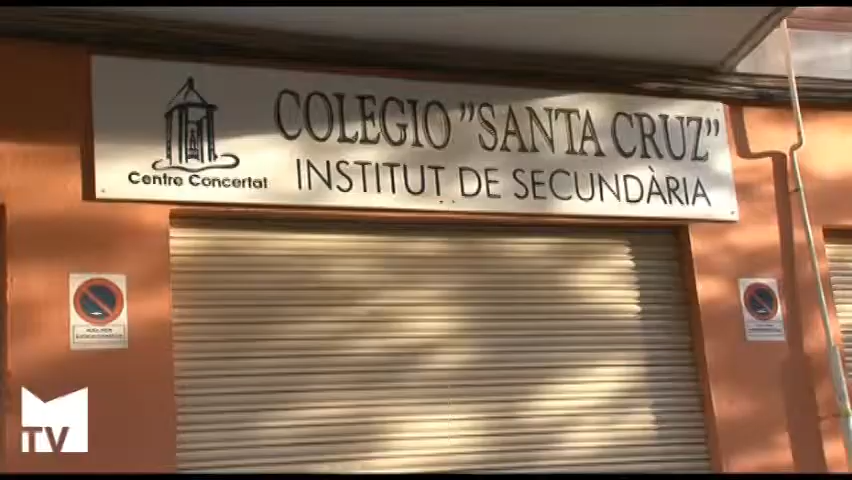 COLEGIO "SANTA CRUZ"
Centre Concertat
INSTITUT DE SECUNDÀRIA
TV